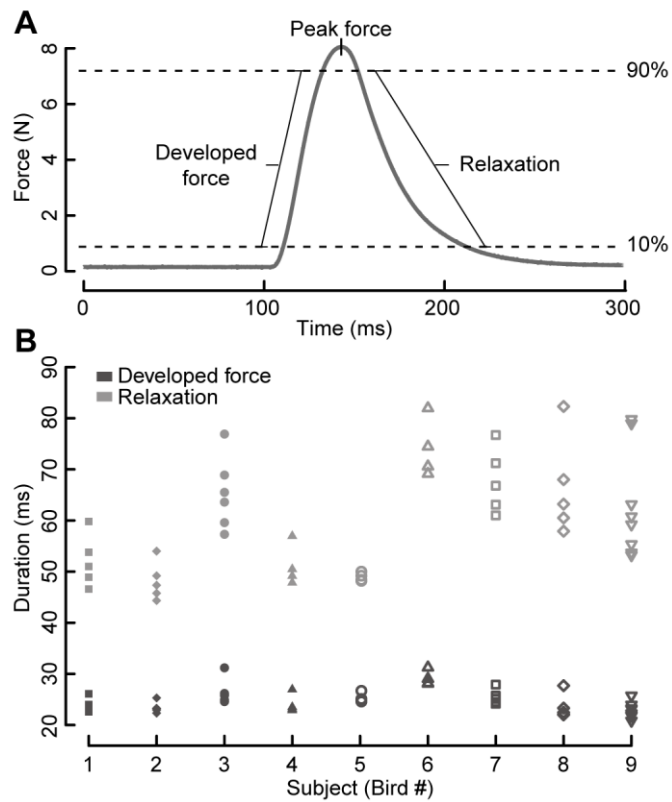 A
Peak force
8
90%
6
Force (N)
Developed
force
4
Relaxation
2
10%
0
0 100 200 300
Time (ms)
B
90
Developed force
Relaxation
80
70
60
Duration (ms)
50
40
30
20
1 2 3 4 5 6 7 8 9
Subject (Bird #)